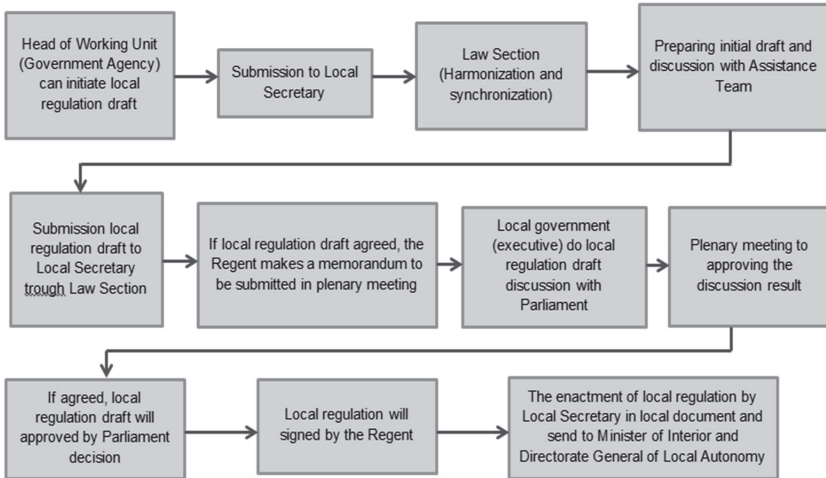 Head of Working Unit
(Government Agency)
can initiate local
regulation draft
Submission to Local
Secretary
Law Section
(Harmonization and
synchronization)
Preparing initial draft and
discussion with Assistance
Team
Submission local
regulation draft to
Local Secretary
trough Law Section
If local regulation draft agreed, the
Regent makes a memorandum to
be submitted in plenary meeting
Local government
(executive) do local
regulation draft
discussion with
Parliament
Plenary meeting to
approving the
discussion result
If agreed, local
regulation draft will
approved by Parliament
decision
Local regulation will
signed by the Regent
The enactment of local regulation by
Local Secretary in local document and
send to Minister of Interior and
Directorate General of Local Autonomy